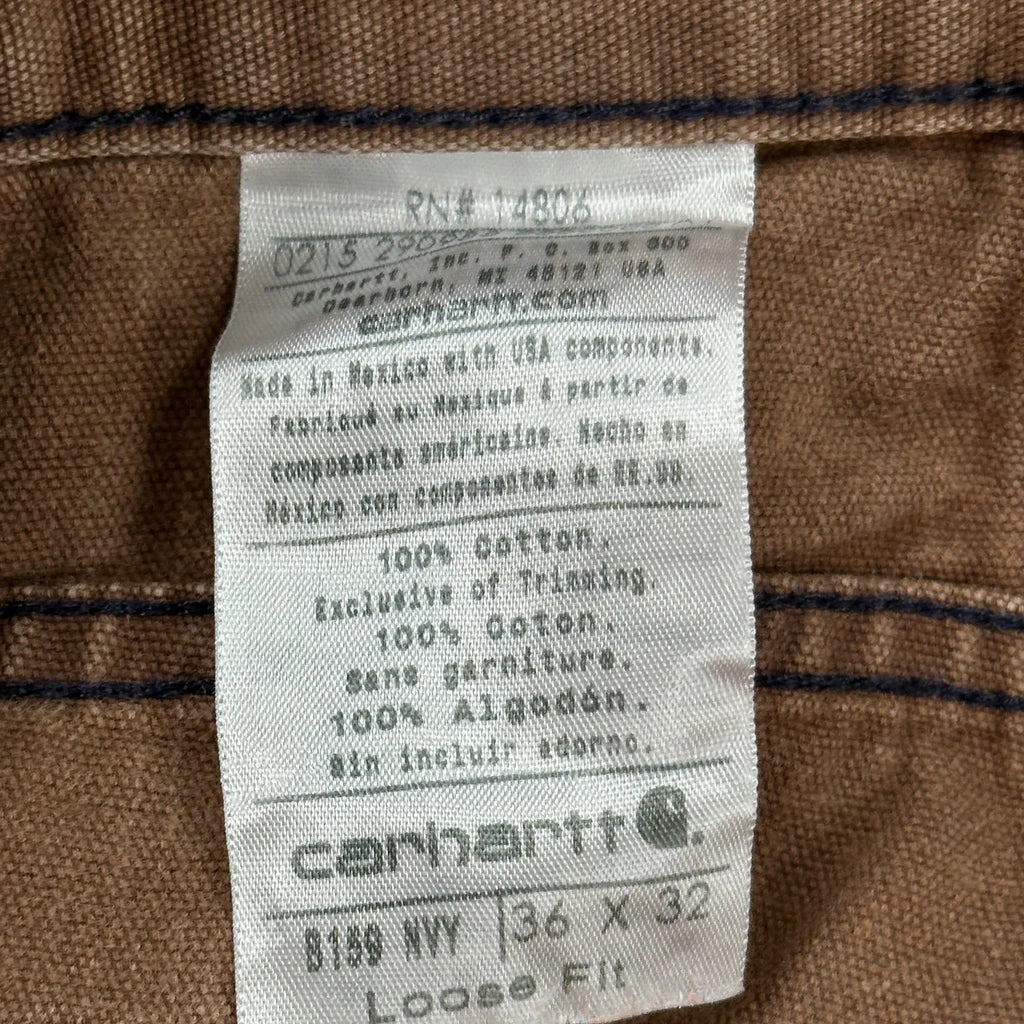 RN# 14806
0215
Carhartt, Inc. P. O. Box 600
Dearborn, MI 48121 USA
carhartt.com
Made in Mexico with USA components.
Fabriqué au Mexique à partir de
composants américains. Hecho en
México con componentes de EE.UU.
100% Cotton.
Exclusive of Trimming.
100% Coton.
Sans garniture.
100% Algodón.
Sin incluir adorno.
carhartt.
B159 NVY 36 X 32
Loose Fit